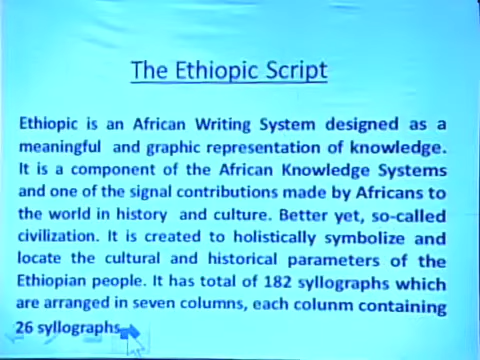 The Ethiopic Script
Ethiopic is an African Writing System designed as a
meaningful and graphic representation of knowledge.
It is a component of the African Knowledge Systems
and one of the signal contributions made by Africans to
the world in history and culture. Better yet, so-called
civilization. It is created to holistically symbolize and
locate the cultural and historical parameters of the
Ethiopian people. It has total of 182 syllographs which
are arranged in seven columns, each colunm containing
26 syllographs.